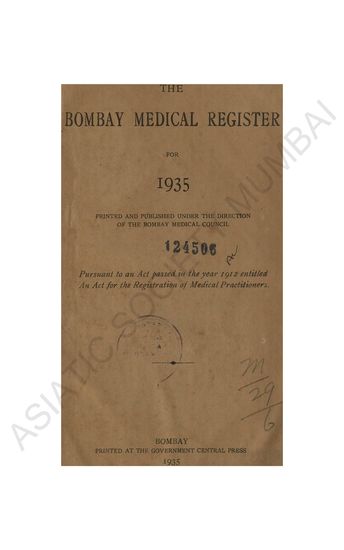 THE
BOMBAY MEDICAL REGISTER
FOR
1935
PRINTED AND PUBLISHED UNDER THE DIRECTION
OF THE BOMBAY MEDICAL COUNCIL
124506
Pursuant to an Act passed in the year 1912 entitled
An Act for the Registration of Medical Practitioners.
M
29
6
BOMBAY
PRINTED AT THE GOVERNMENT CENTRAL PRESS
1935
ASIATIC SOCIETY MUMBAI